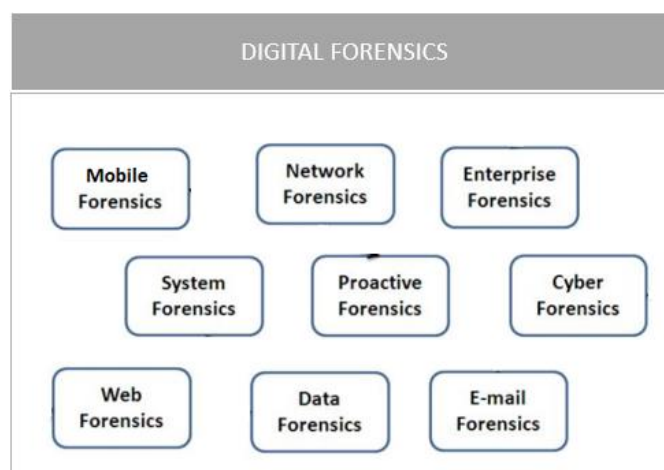 DIGITAL FORENSICS
Mobile
Forensics
Network
Forensics
Enterprise
Forensics
System
Forensics
Proactive
Forensics
Cyber
Forensics
Web
Forensics
Data
Forensics
E-mail
Forensics